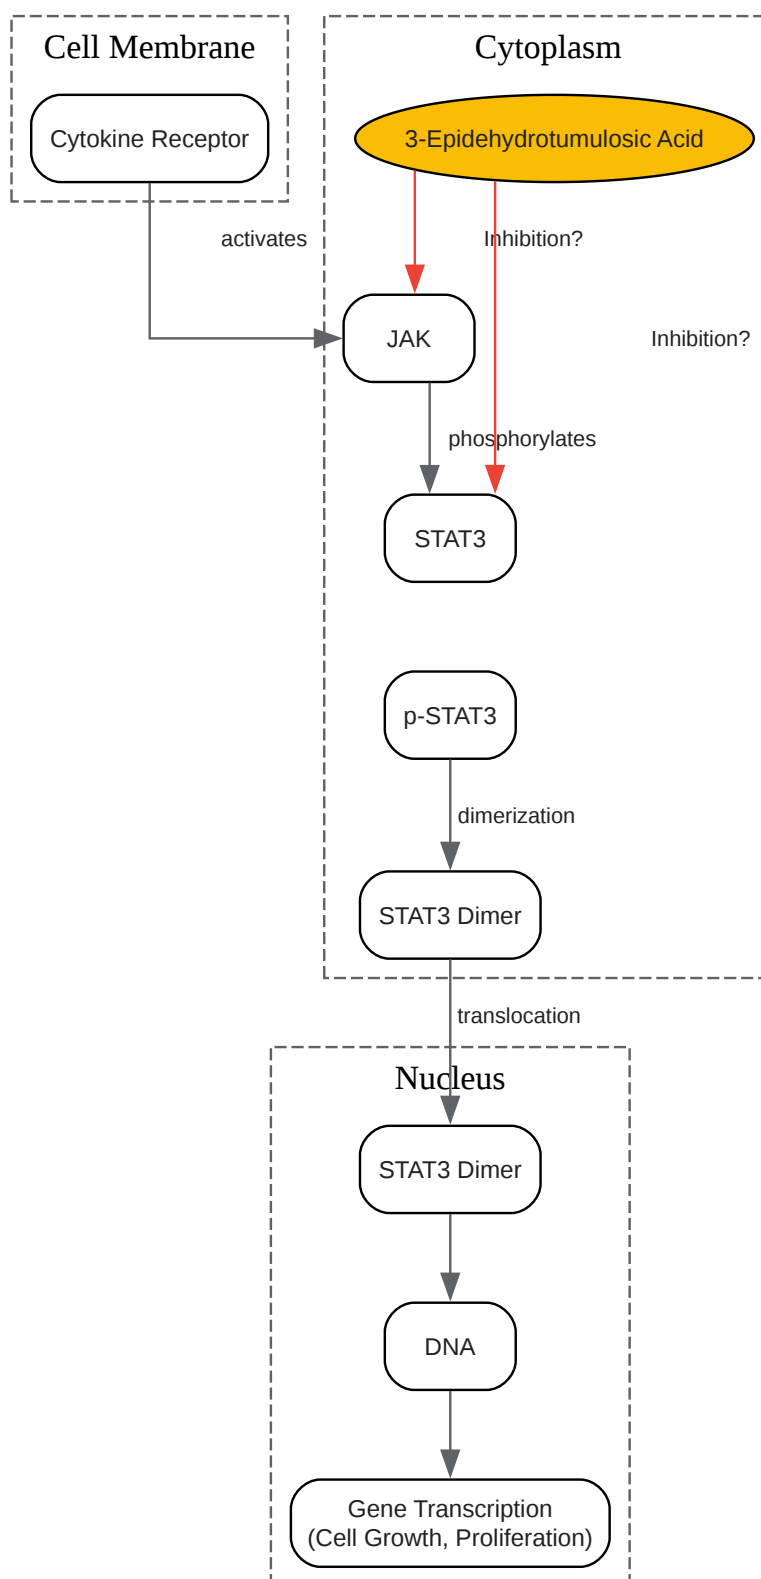 Cell Membrane
Cytoplasm
Cytokine Receptor
3-Epidehydrotumulosic Acid
activates
Inhibition?
JAK
Inhibition?
phosphorylates
STAT3
p-STAT3
dimerization
STAT3 Dimer
translocation
Nucleus
STAT3 Dimer
DNA
Gene Transcription
(Cell Growth, Proliferation)